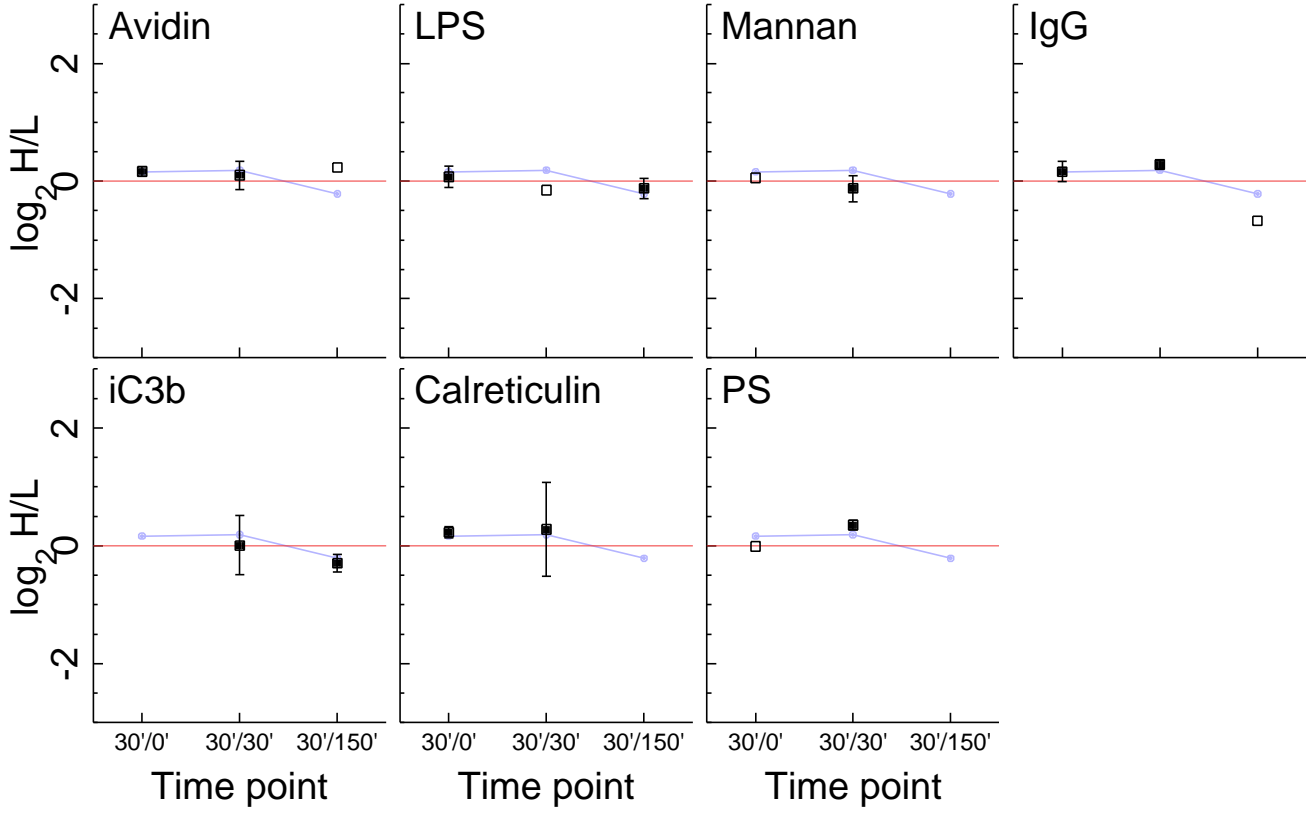 Avidin
LPS
Mannan
IgG
log2 H/L
2
0
-2
iC3b
Calreticulin
PS
log2 H/L
2
0
-2
30'/0' 30'/30' 30'/150'
30'/0' 30'/30' 30'/150'
30'/0' 30'/30' 30'/150'
Time point
Time point
Time point